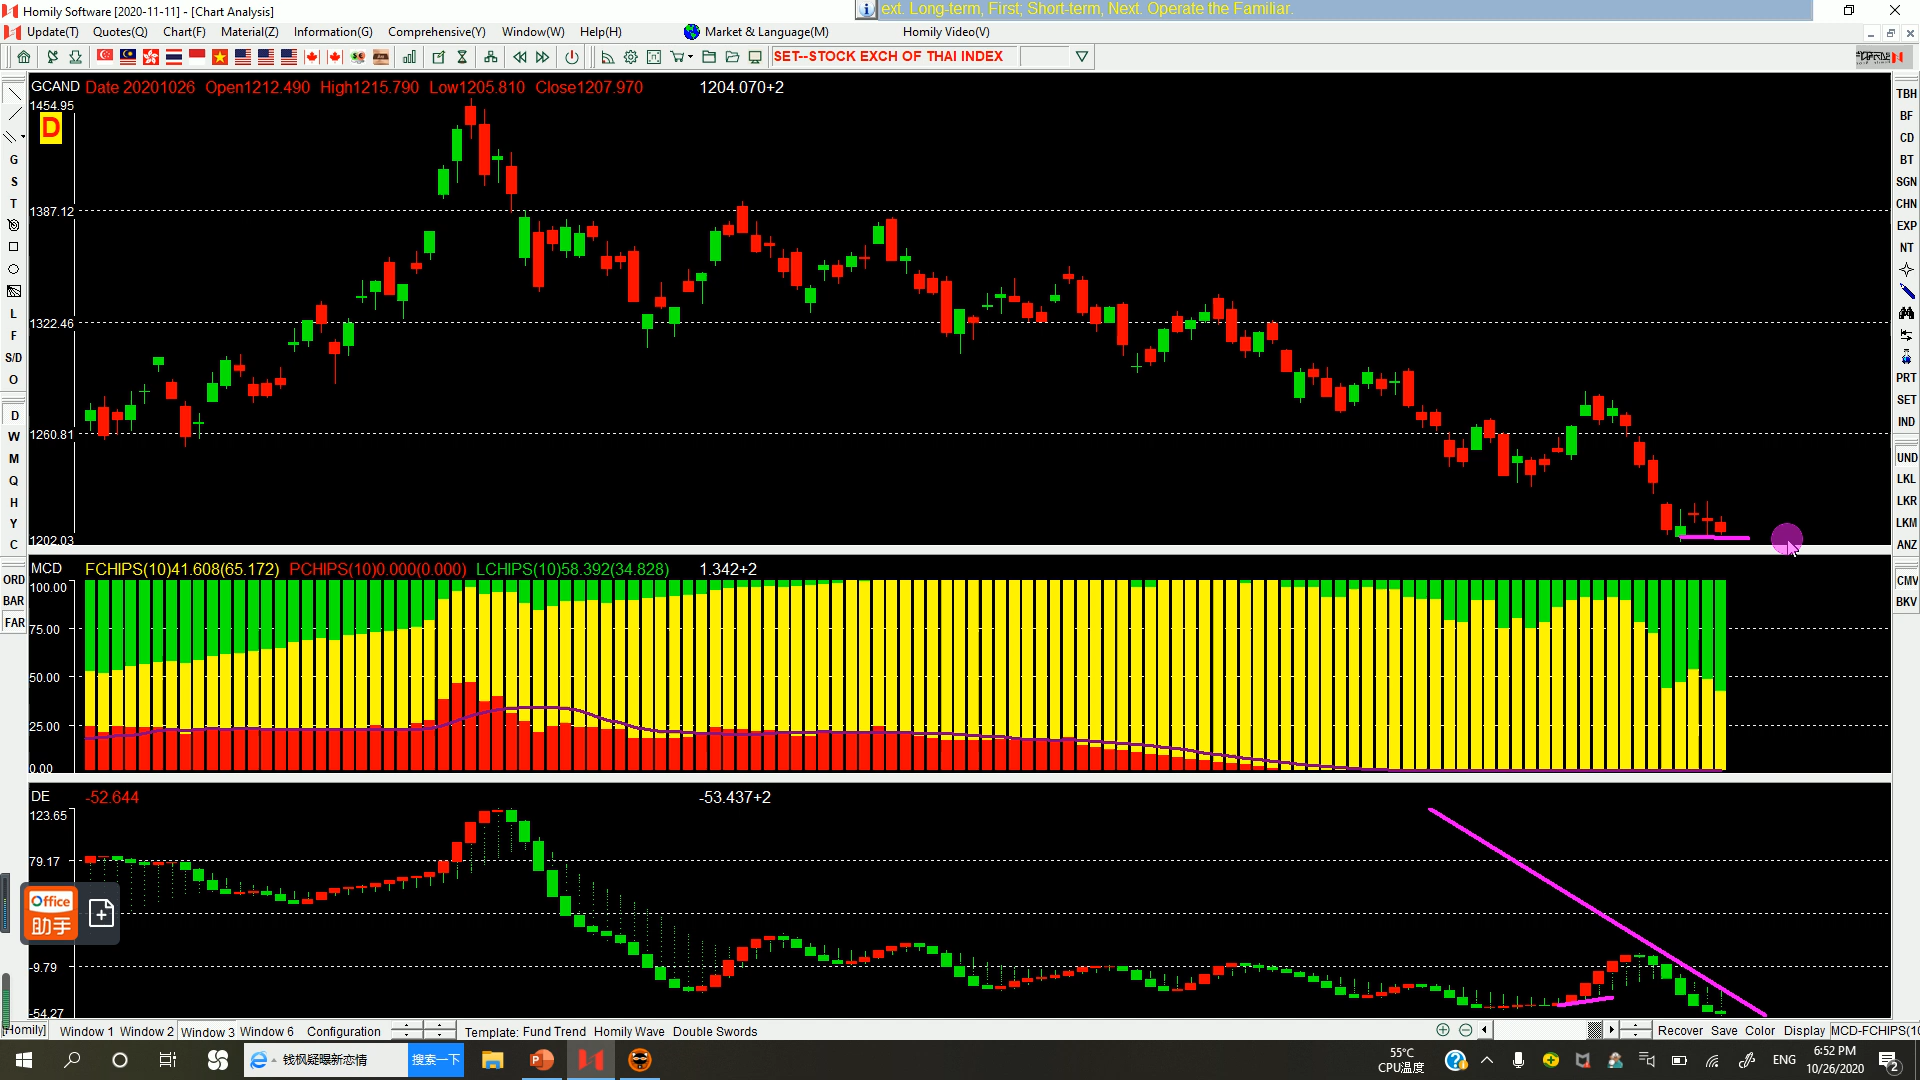 Homily Software [2020-11-11] - [Chart Analysis]
ext. Long-term, First; Short-term, Next. Operate the Familiar.
Update(T) Quotes(Q) Chart(F) Material(Z) Information(G) Comprehensive(Y) Window(W) Help(H) Market & Language(M) Homily Video(V)
SET--STOCK EXCH OF THAI INDEX
GCAND Date 20201026 Open1212.490 High1215.790 Low1205.810 Close1207.970 1204.070+2
1454.95
D
1387.12
1322.46
1260.81
1202.03
MCD FCHIPS(10)41.608(65.172) PCHIPS(10)0.000(0.000) LCHIPS(10)58.392(34.828) 1.342+2
100.00
75.00
50.00
25.00
0.00
DE -52.644 -53.437+2
123.65
79.17
-9.79
-54.27
G
S
T
L
F
S/D
O
D
W
M
Q
H
Y
C
ORD
BAR
FAR
TBH
BF
CD
BT
SGN
CHN
EXP
NT
PRT
SET
IND
UND
LKL
LKR
LKM
ANZ
CMV
BKV
Office
助手
[Homily] Window 1 Window 2 Window 3 Window 6 Configuration Template: Fund Trend Homily Wave Double Swords Recover Save Color Display MCD-FCHIPS(10
钱枫疑曝新恋情 搜索一下
55°C
CPU温度
ENG
6:52 PM
10/26/2020
2